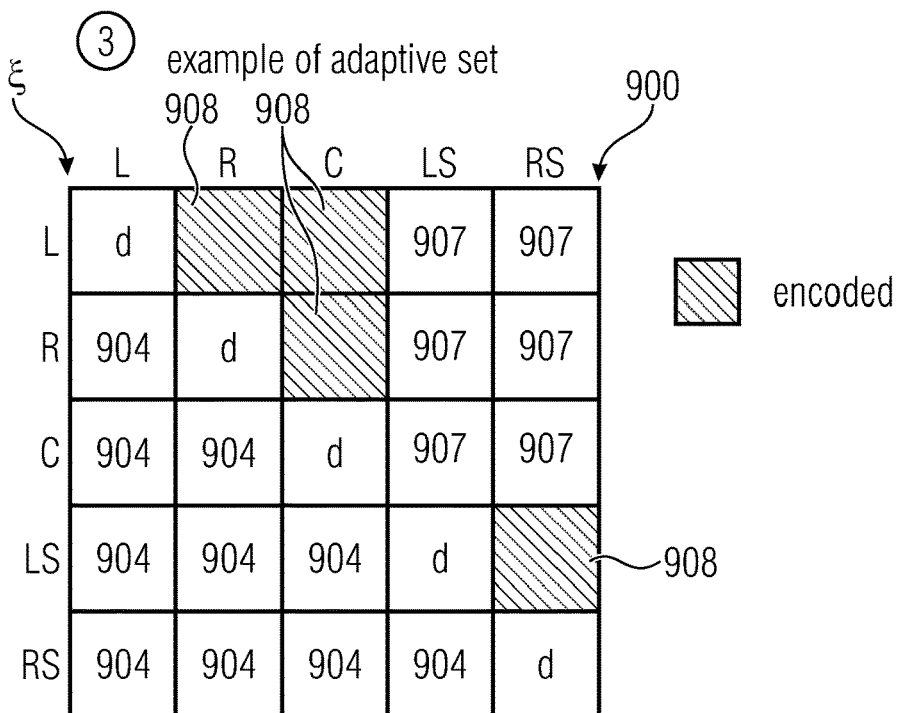 3
example of adaptive set
ξ
908 908 900
L R C LS RS
L d 907 907
encoded
R 904 d 907 907
C 904 904 d 907 907
LS 904 904 904 d 908
RS 904 904 904 904 d